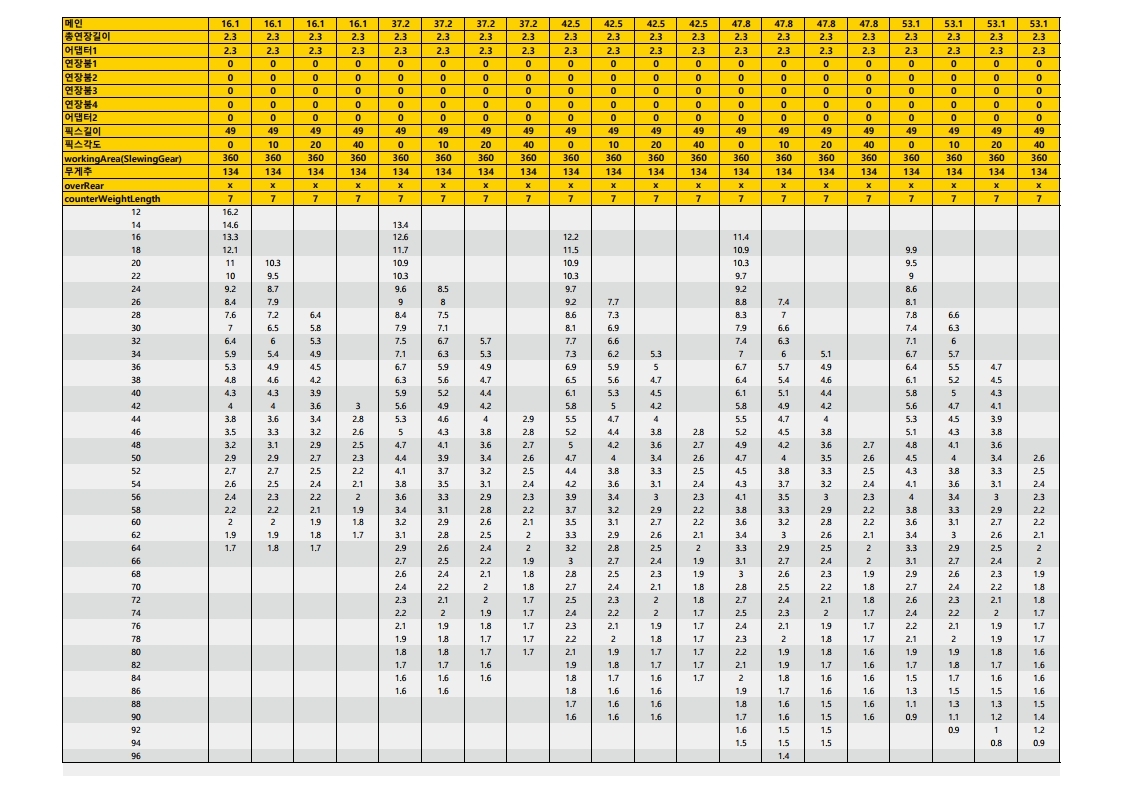 메인 16.1 16.1 16.1 16.1 37.2 37.2 37.2 37.2 42.5 42.5 42.5 42.5 47.8 47.8 47.8 47.8 53.1 53.1 53.1 53.1
총연장길이 2.3 2.3 2.3 2.3 2.3 2.3 2.3 2.3 2.3 2.3 2.3 2.3 2.3 2.3 2.3 2.3 2.3 2.3 2.3 2.3
어댑터1 2.3 2.3 2.3 2.3 2.3 2.3 2.3 2.3 2.3 2.3 2.3 2.3 2.3 2.3 2.3 2.3 2.3 2.3 2.3 2.3
연장붐1 0 0 0 0 0 0 0 0 0 0 0 0 0 0 0 0 0 0 0 0
연장붐2 0 0 0 0 0 0 0 0 0 0 0 0 0 0 0 0 0 0 0 0
연장붐3 0 0 0 0 0 0 0 0 0 0 0 0 0 0 0 0 0 0 0 0
연장붐4 0 0 0 0 0 0 0 0 0 0 0 0 0 0 0 0 0 0 0 0
어댑터2 0 0 0 0 0 0 0 0 0 0 0 0 0 0 0 0 0 0 0 0
픽스길이 49 49 49 49 49 49 49 49 49 49 49 49 49 49 49 49 49 49 49 49
픽스각도 0 10 20 40 0 10 20 40 0 10 20 40 0 10 20 40 0 10 20 40
workingArea(SlewingGear) 360 360 360 360 360 360 360 360 360 360 360 360 360 360 360 360 360 360 360 360
무게추 134 134 134 134 134 134 134 134 134 134 134 134 134 134 134 134 134 134 134 134
overRear x x x x x x x x x x x x x x x x x x x x
counterWeightLength 7 7 7 7 7 7 7 7 7 7 7 7 7 7 7 7 7 7 7 7
12 16.2
14 14.6 13.4
16 13.3 12.6 12.2 11.4
18 12.1 11.7 11.5 10.9 9.9
20 11 10.3 10.9 10.9 10.3 9.5
22 10 9.5 10.3 10.3 9.7 9
24 9.2 8.7 9.6 8.5 9.7 9.2 8.6
26 8.4 7.9 9 8 9.2 7.7 8.8 7.4 8.1
28 7.6 7.2 6.4 8.4 7.5 8.6 7.3 8.3 7 7.8 6.6
30 7 6.5 5.8 7.9 7.1 8.1 6.9 7.9 6.6 7.4 6.3
32 6.4 6 5.3 7.5 6.7 5.7 7.7 6.6 7.4 6.3 7.1 6
34 5.9 5.4 4.9 7.1 6.3 5.3 7.3 6.2 5.3 7 6 5.1 6.7 5.7
36 5.3 4.9 4.5 6.7 5.9 4.9 6.9 5.9 5 6.7 5.7 4.9 6.4 5.5 4.7
38 4.8 4.6 4.2 6.3 5.6 4.7 6.5 5.6 4.7 6.4 5.4 4.6 6.1 5.2 4.5
40 4.3 4.3 3.9 5.9 5.2 4.4 6.1 5.3 4.5 6.1 5.1 4.4 5.8 5 4.3
42 4 4 3.6 3 5.6 4.9 4.2 5.8 5 4.2 5.8 4.9 4.2 5.6 4.7 4.1
44 3.8 3.6 3.4 2.8 5.3 4.6 4 2.9 5.5 4.7 4 5.5 4.7 4 5.3 4.5 3.9
46 3.5 3.3 3.2 2.6 5 4.3 3.8 2.8 5.2 4.4 3.8 2.8 5.2 4.5 3.8 5.1 4.3 3.8
48 3.2 3.1 2.9 2.5 4.7 4.1 3.6 2.7 5 4.2 3.6 2.7 4.9 4.2 3.6 2.7 4.8 4.1 3.6
50 2.9 2.9 2.7 2.3 4.4 3.9 3.4 2.6 4.7 4 3.4 2.6 4.7 4 3.5 2.6 4.5 4 3.4 2.6
52 2.7 2.7 2.5 2.2 4.1 3.7 3.2 2.5 4.4 3.8 3.3 2.5 4.5 3.8 3.3 2.5 4.3 3.8 3.3 2.5
54 2.6 2.5 2.4 2.1 3.8 3.5 3.1 2.4 4.2 3.6 3.1 2.4 4.3 3.7 3.2 2.4 4.1 3.6 3.1 2.4
56 2.4 2.3 2.2 2 3.6 3.3 2.9 2.3 3.9 3.4 3 2.3 4.1 3.5 3 2.3 4 3.4 3 2.3
58 2.2 2.2 2.1 1.9 3.4 3.1 2.8 2.2 3.7 3.2 2.9 2.2 3.8 3.3 2.9 2.2 3.8 3.3 2.9 2.2
60 2 2 1.9 1.8 3.2 2.9 2.6 2.1 3.5 3.1 2.7 2.2 3.6 3.2 2.8 2.2 3.6 3.1 2.7 2.2
62 1.9 1.9 1.8 1.7 3.1 2.8 2.5 2 3.3 2.9 2.6 2.1 3.4 3 2.6 2.1 3.4 3 2.6 2.1
64 1.7 1.8 1.7 2.9 2.6 2.4 2 3.2 2.8 2.5 2 3.3 2.9 2.5 2 3.3 2.9 2.5 2
66 2.7 2.5 2.2 1.9 3 2.7 2.4 1.9 3.1 2.7 2.4 2 3.1 2.7 2.4 2
68 2.6 2.4 2.1 1.8 2.8 2.5 2.3 1.9 3 2.6 2.3 1.9 2.9 2.6 2.3 1.9
70 2.4 2.2 2 1.8 2.7 2.4 2.1 1.8 2.8 2.5 2.2 1.8 2.7 2.4 2.2 1.8
72 2.3 2.1 2 1.7 2.5 2.3 2 1.8 2.7 2.4 2.1 1.8 2.6 2.3 2.1 1.8
74 2.2 2 1.9 1.7 2.4 2.2 2 1.7 2.5 2.3 2 1.7 2.4 2.2 2 1.7
76 2.1 1.9 1.8 1.7 2.3 2.1 1.9 1.7 2.4 2.1 1.9 1.7 2.2 2.1 1.9 1.7
78 1.9 1.8 1.7 1.7 2.2 2 1.8 1.7 2.3 2 1.8 1.7 2.1 2 1.9 1.7
80 1.8 1.8 1.7 1.7 2.1 1.9 1.7 1.7 2.2 1.9 1.8 1.6 1.9 1.9 1.8 1.6
82 1.7 1.7 1.6 1.9 1.8 1.7 1.7 2.1 1.9 1.7 1.6 1.7 1.8 1.7 1.6
84 1.6 1.6 1.6 1.8 1.7 1.6 1.7 2 1.8 1.6 1.6 1.5 1.7 1.6 1.6
86 1.6 1.6 1.8 1.6 1.6 1.9 1.7 1.6 1.6 1.3 1.5 1.5 1.6
88 1.7 1.6 1.6 1.8 1.6 1.5 1.6 1.1 1.3 1.3 1.5
90 1.6 1.6 1.6 1.7 1.6 1.5 1.6 0.9 1.1 1.2 1.4
92 1.6 1.5 1.5 0.9 1 1.2
94 1.5 1.5 1.5 0.8 0.9
96 1.4